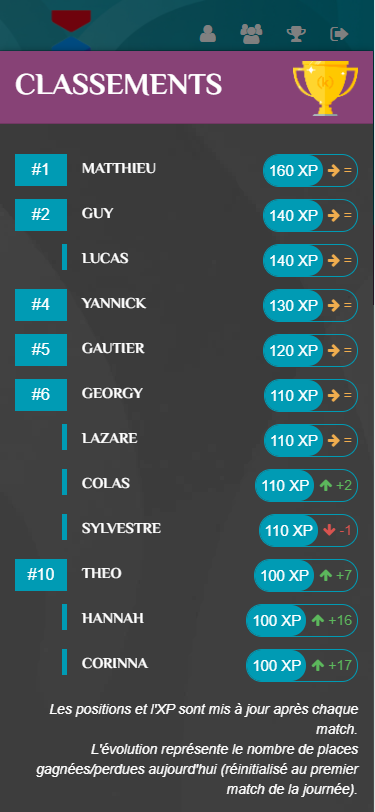 CLASSEMENTS
#1 MATTHIEU 160 XP =
#2 GUY 140 XP =
LUCAS 140 XP =
#4 YANNICK 130 XP =
#5 GAUTIER 120 XP =
#6 GEORGY 110 XP =
LAZARE 110 XP =
COLAS 110 XP +2
SYLVESTRE 110 XP -1
#10 THEO 100 XP +7
HANNAH 100 XP +16
CORINNA 100 XP +17
Les positions et l'XP sont mis à jour après chaque
match.
L'évolution représente le nombre de places
gagnées/perdues aujourd'hui (réinitialisé au premier
match de la journée).